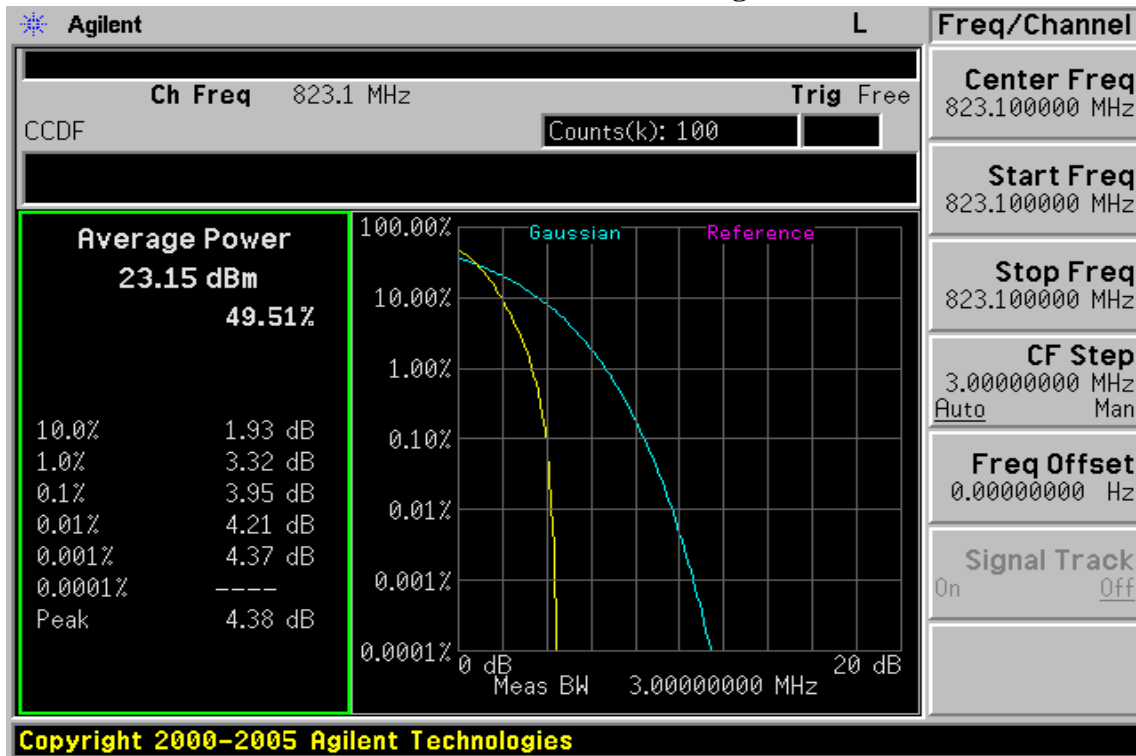 Agilent L
Ch Freq 823.1 MHz Trig Free
CCDF Counts(k): 100
Average Power
23.15 dBm
49.51%
10.0% 1.93 dB
1.0% 3.32 dB
0.1% 3.95 dB
0.01% 4.21 dB
0.001% 4.37 dB
0.0001% ----
Peak 4.38 dB
Gaussian Reference
100.00%
10.00%
1.00%
0.10%
0.01%
0.001%
0.0001%
0 dB 20 dB
Meas BW 3.00000000 MHz
Freq/Channel
Center Freq
823.100000 MHz
Start Freq
823.100000 MHz
Stop Freq
823.100000 MHz
CF Step
3.00000000 MHz
Auto Man
Freq Offset
0.00000000 Hz
Signal Track
On Off
Copyright 2000-2005 Agilent Technologies